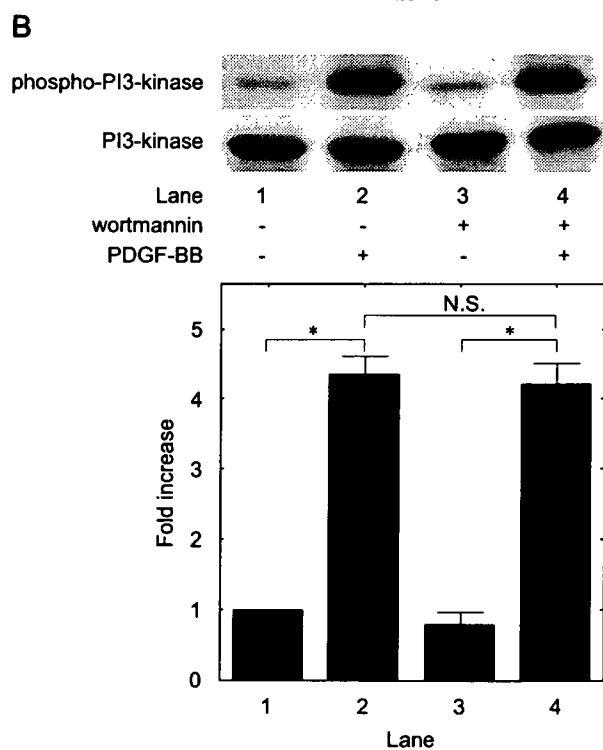 B
phospho-PI3-kinase
PI3-kinase
Lane 1 2 3 4
wortmannin - - + +
PDGF-BB - + - +
N.S.
* *
5
4
3
2
1
0
Fold increase
1 2 3 4
Lane